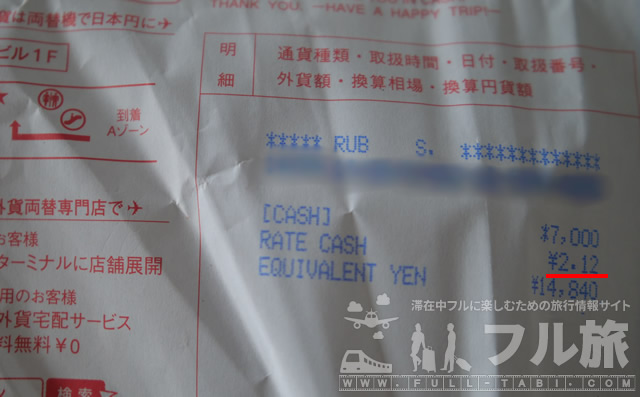 THANK YOU. —HAVE A HAPPY TRIP!—
貨は両替機で日本円に✈
ビル1F
到着
Aゾーン
貨両替専門店で✈
お客様
ターミナルに店舗展開
用のお客様
外貨宅配サービス
料無料￥0
検索
明細
通貨種類・取扱時間・日付・取扱番号・
外貨額・換算相場・換算円貨額
***** RUB S. *************
[CASH]
*7,000
RATE CASH
¥2.12
EQUIVALENT YEN
¥14,840
滞在中フルに楽しむための旅行情報サイト
フル旅
WWW.FULL-TABI.COM